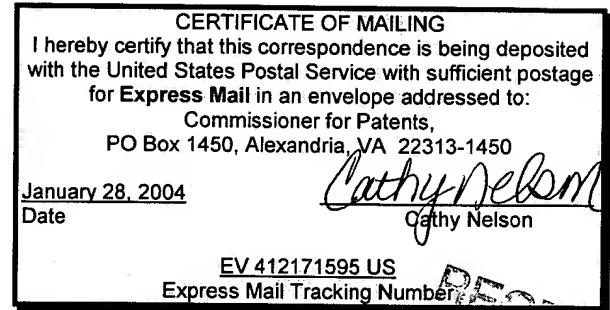 CERTIFICATE OF MAILING
I hereby certify that this correspondence is being deposited
with the United States Postal Service with sufficient postage
for Express Mail in an envelope addressed to:
Commissioner for Patents,
PO Box 1450, Alexandria, VA 22313-1450
Cathy Nelson
January 28, 2004
Date Cathy Nelson
EV 412171595 US
Express Mail Tracking Number